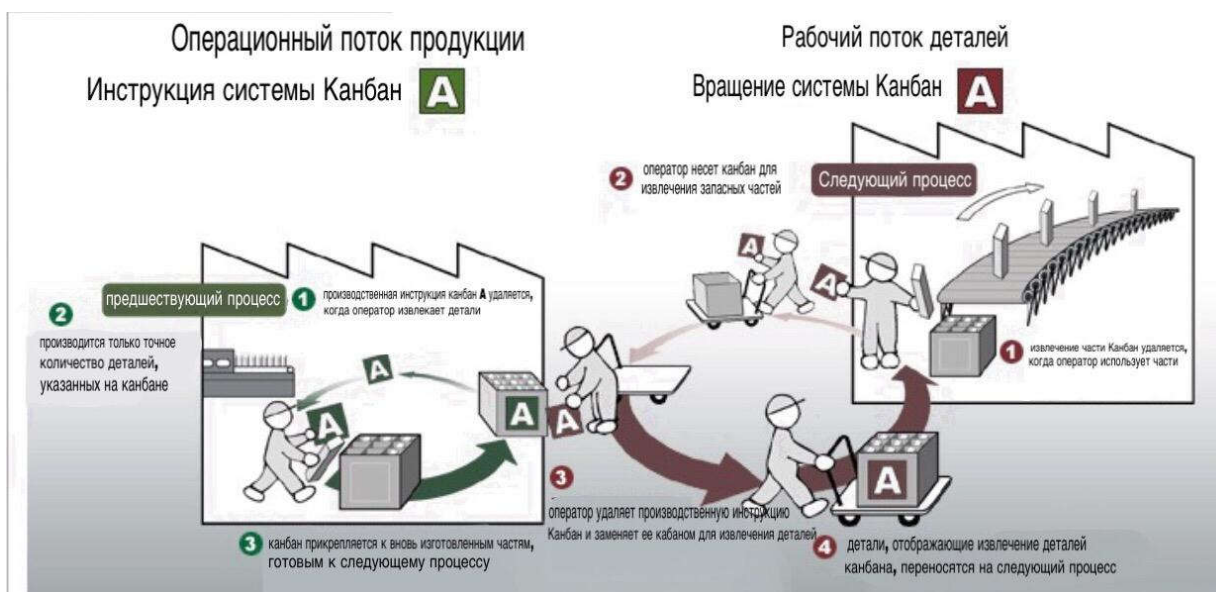 Операционный поток продукции
Инструкция системы Канбан A
Рабочий поток деталей
Вращение системы Канбан A
предшествующий процесс
1 производственная инструкция канбан A удаляется,
когда оператор извлекает детали
2
производится только точное
количество деталей,
указанных на канбане
A
A
A
A
3 канбан прикрепляется к вновь изготовленным частям,
готовым к следующему процессу
Следующий процесс
1 извлечение части Канбан удаляется,
когда оператор использует части
2 оператор несет канбан для
извлечения запасных частей
A
A
3
оператор удаляет производственную инструкцию
Канбан и заменяет ее кабаном для извлечения деталей
A
4 детали, отображающие извлечение деталей
канбана, переносятся на следующий процесс